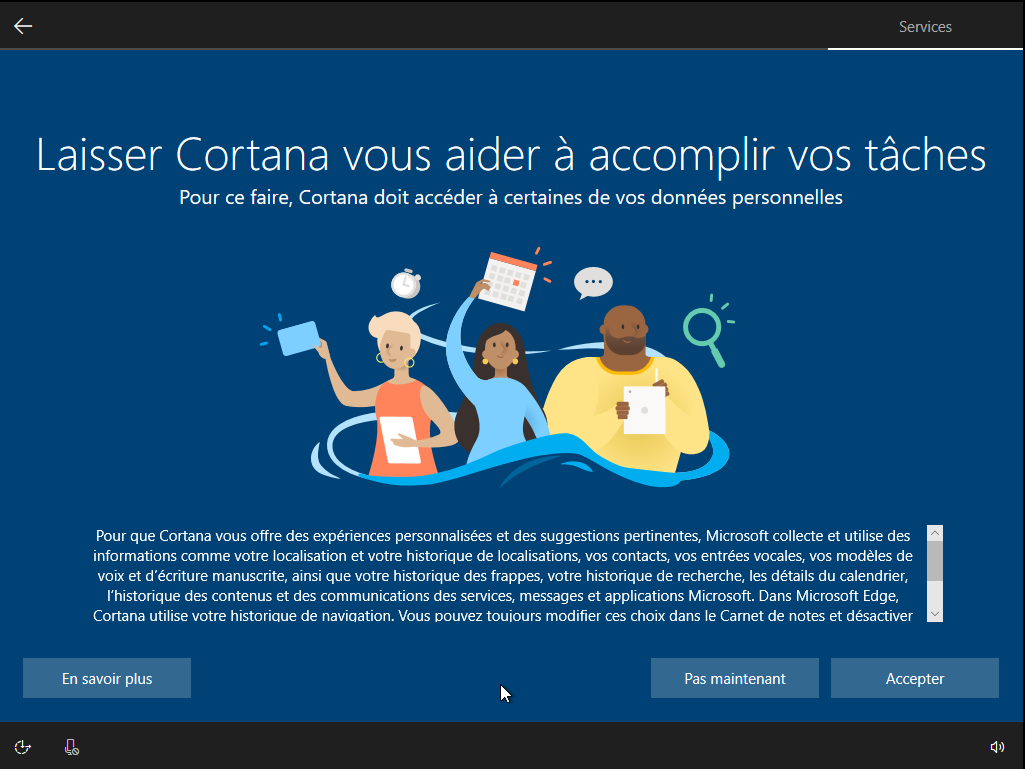 Services
Laisser Cortana vous aider à accomplir vos tâches
Pour ce faire, Cortana doit accéder à certaines de vos données personnelles
Pour que Cortana vous offre des expériences personnalisées et des suggestions pertinentes, Microsoft collecte et utilise des
informations comme votre localisation et votre historique de localisations, vos contacts, vos entrées vocales, vos modèles de
voix et d’écriture manuscrite, ainsi que votre historique des frappes, votre historique de recherche, les détails du calendrier,
l’historique des contenus et des communications des services, messages et applications Microsoft. Dans Microsoft Edge,
Cortana utilise votre historique de navigation. Vous pouvez toujours modifier ces choix dans le Carnet de notes et désactiver
En savoir plus
Pas maintenant
Accepter